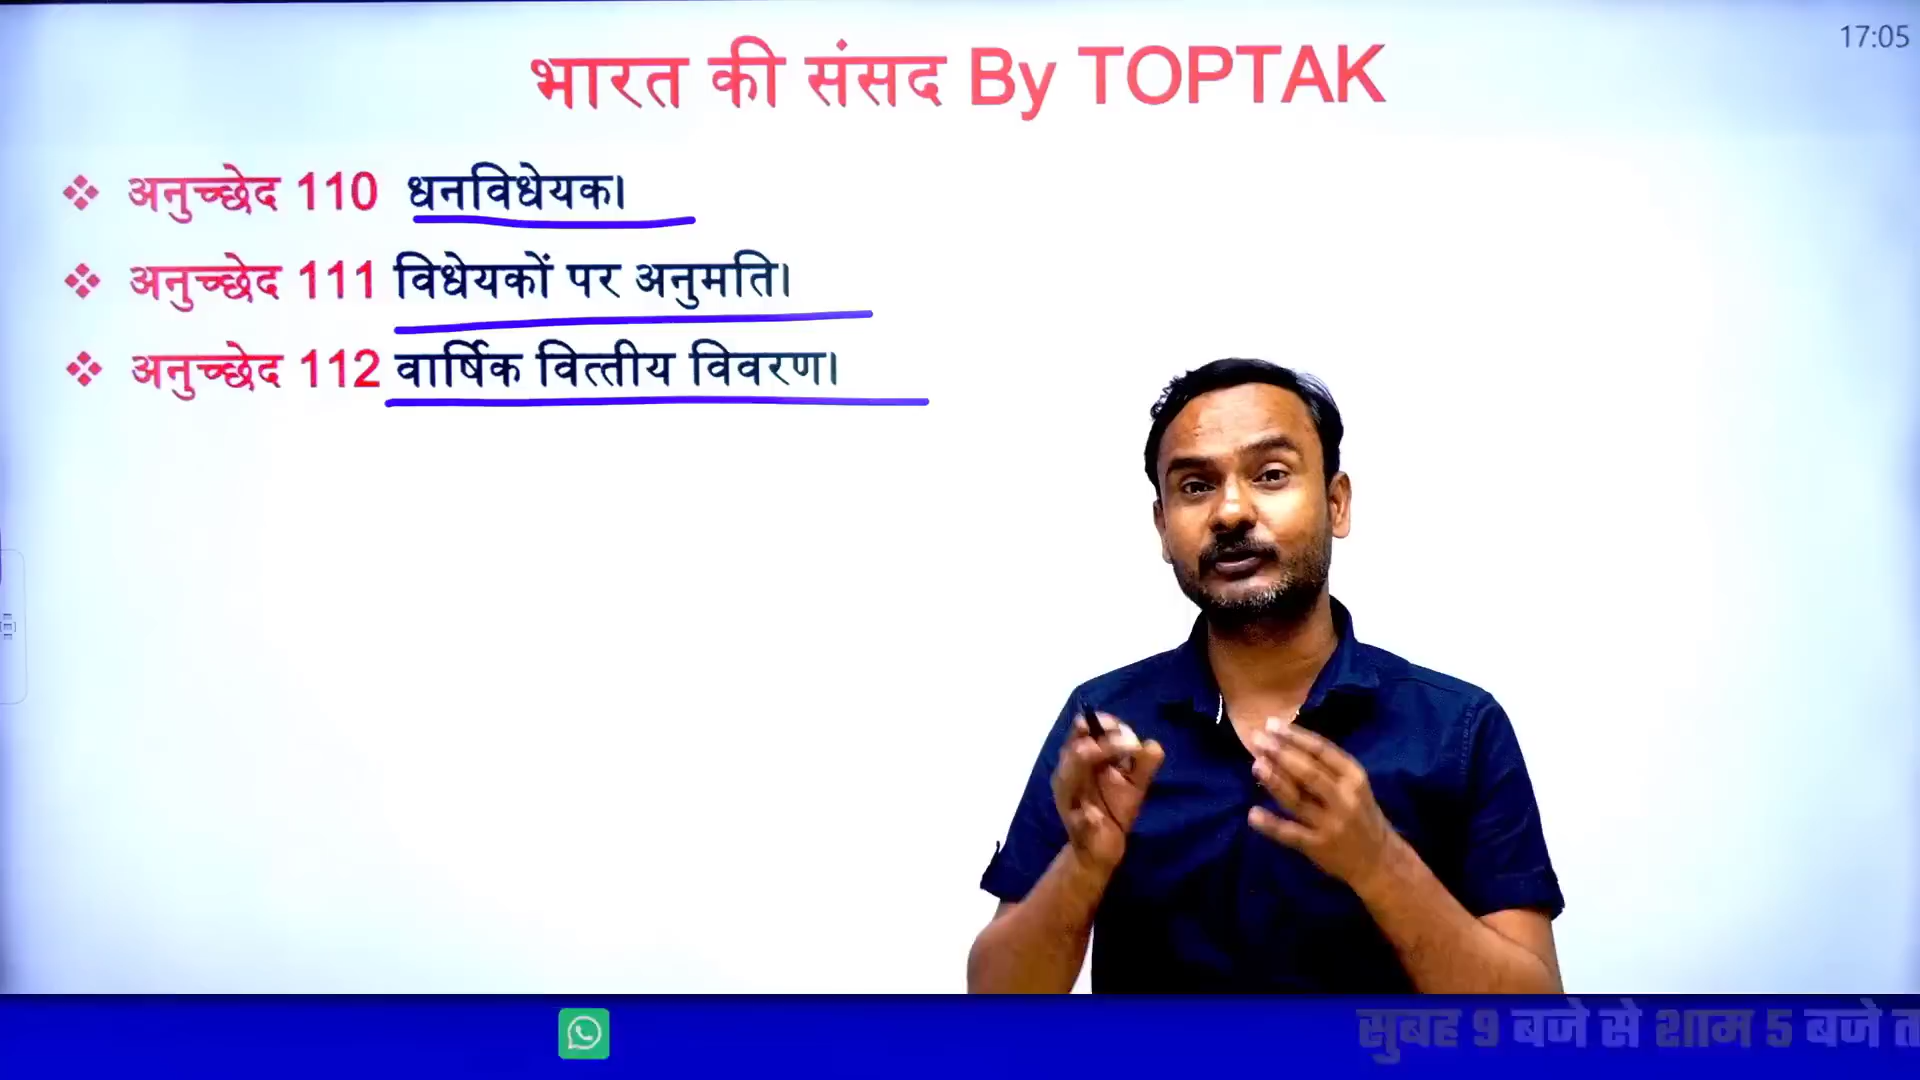 17:05
भारत की संसद By TOPTAK
❖ अनुच्छेद 110 धनविधेयक।
❖ अनुच्छेद 111 विधेयकों पर अनुमति।
❖ अनुच्छेद 112 वार्षिक वित्तीय विवरण।
सुबह 9 बजे से शाम 5 बजे